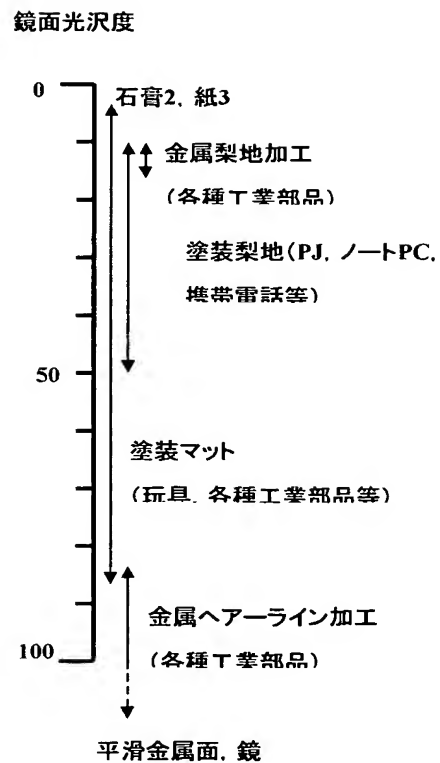 鏡面光沢度
0
石膏2, 紙3
金属梨地加工
(各種工業部品)
塗装梨地(PJ, ノートPC,
携帯電話等)
50
塗装マット
(玩具, 各種工業部品等)
金属ヘアーライン加工
100
(各種工業部品)
平滑金属面, 鏡